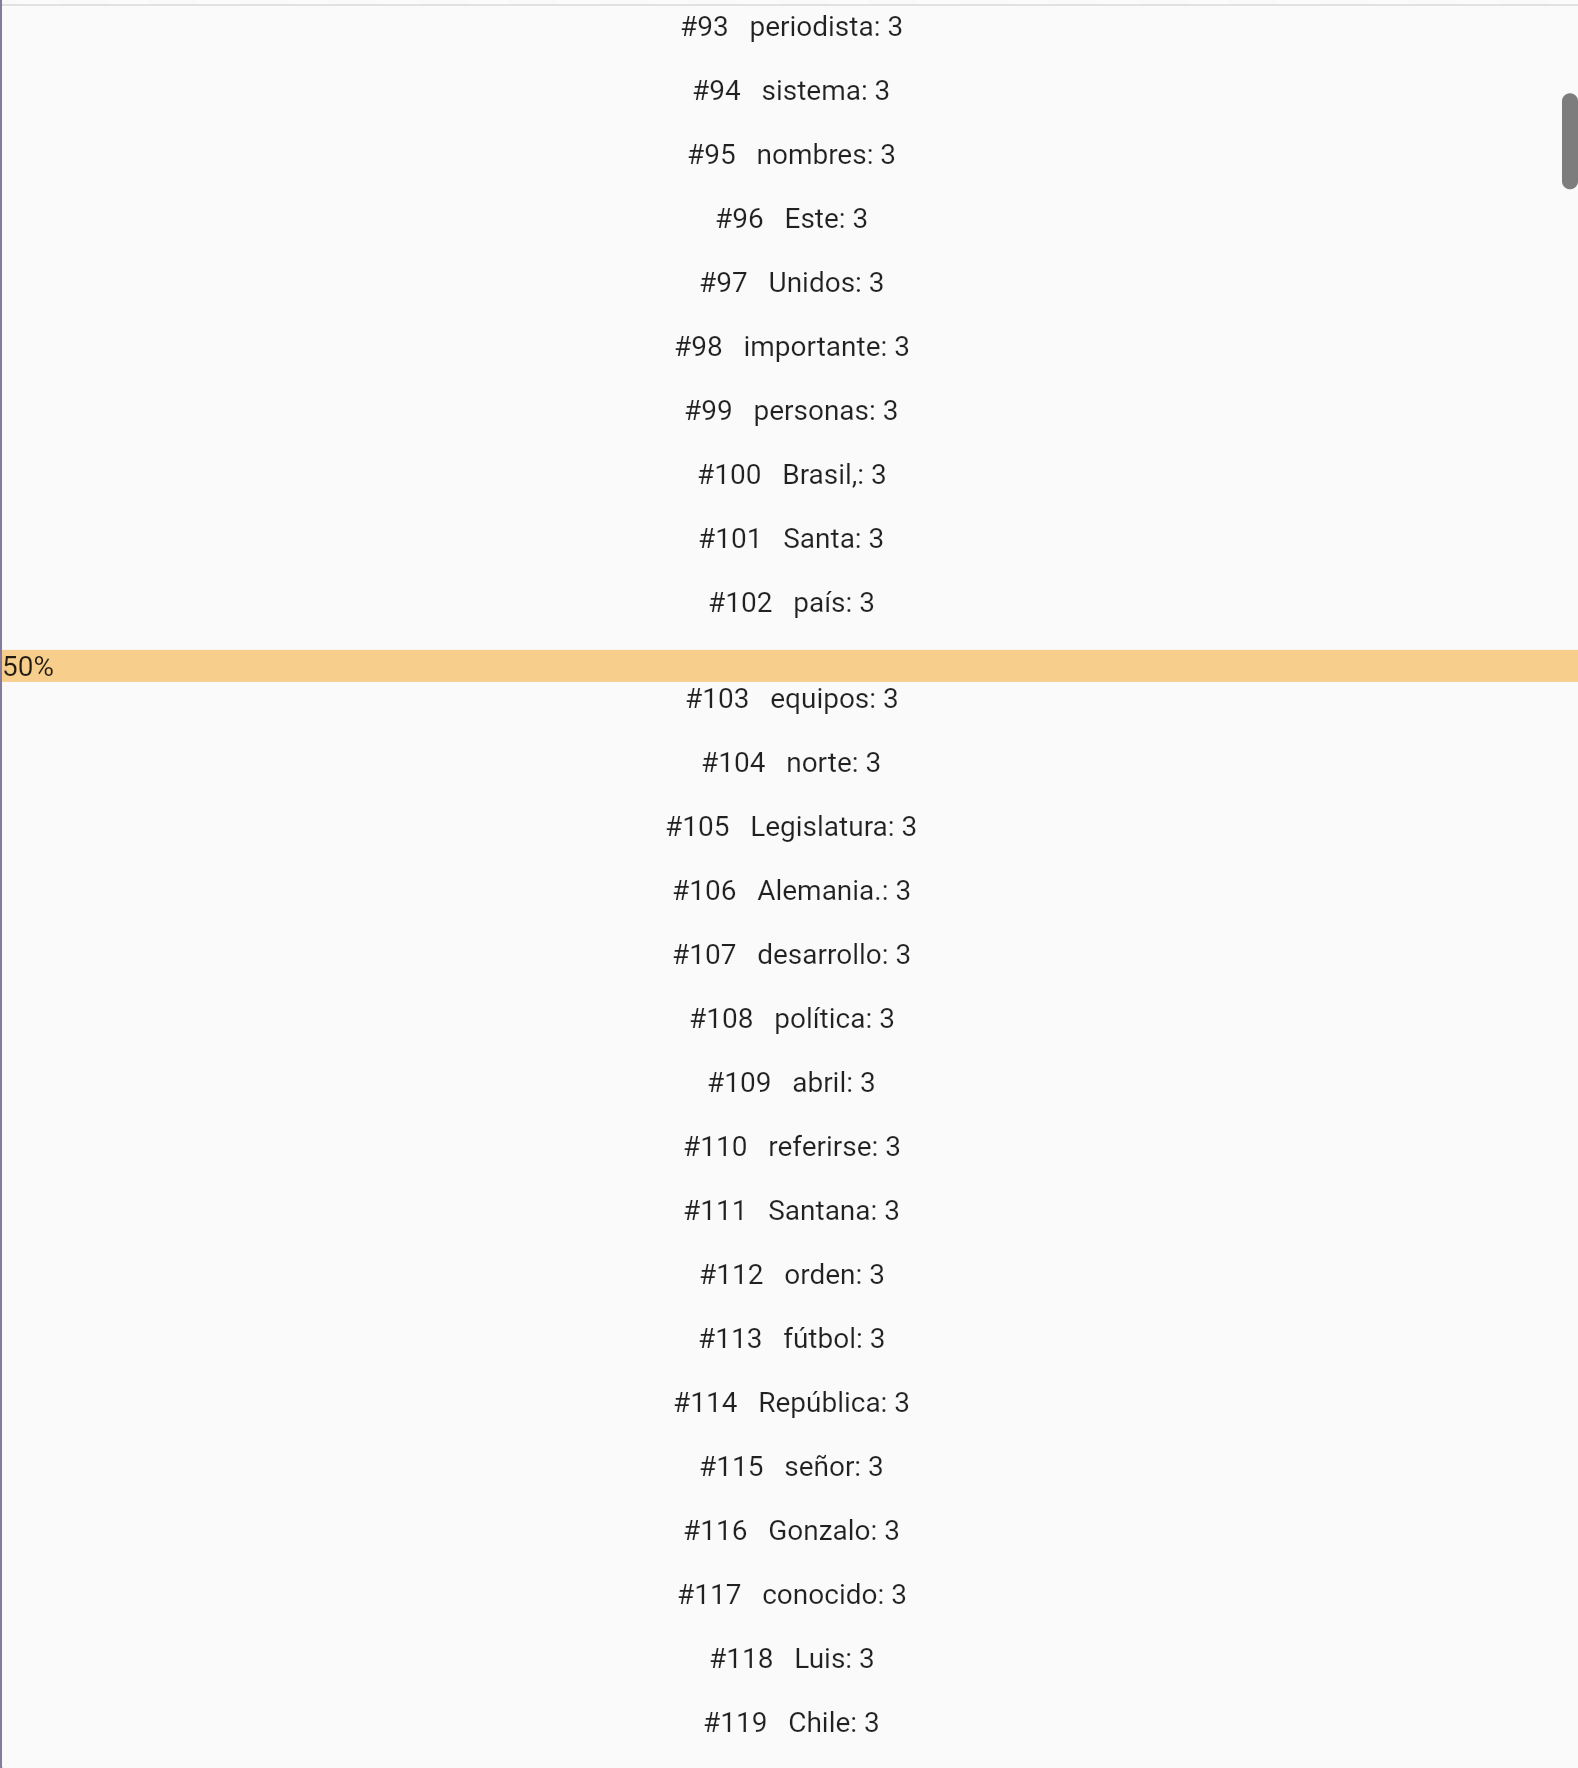 #93 periodista: 3
#94 sistema: 3
#95 nombres: 3
#96 Este: 3
#97 Unidos: 3
#98 importante: 3
#99 personas: 3
#100 Brasil,: 3
#101 Santa: 3
#102 país: 3
50%
#103 equipos: 3
#104 norte: 3
#105 Legislatura: 3
#106 Alemania.: 3
#107 desarrollo: 3
#108 política: 3
#109 abril: 3
#110 referirse: 3
#111 Santana: 3
#112 orden: 3
#113 fútbol: 3
#114 República: 3
#115 señor: 3
#116 Gonzalo: 3
#117 conocido: 3
#118 Luis: 3
#119 Chile: 3